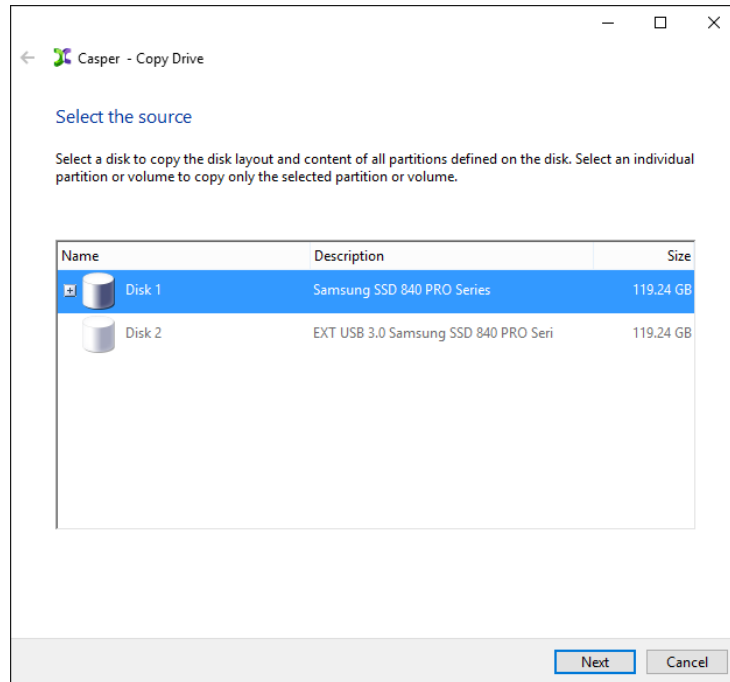 Casper - Copy Drive
Select the source
Select a disk to copy the disk layout and content of all partitions defined on the disk. Select an individual
partition or volume to copy only the selected partition or volume.
Name Description Size
Disk 1 Samsung SSD 840 PRO Series 119.24 GB
Disk 2 EXT USB 3.0 Samsung SSD 840 PRO Seri 119.24 GB
Next Cancel